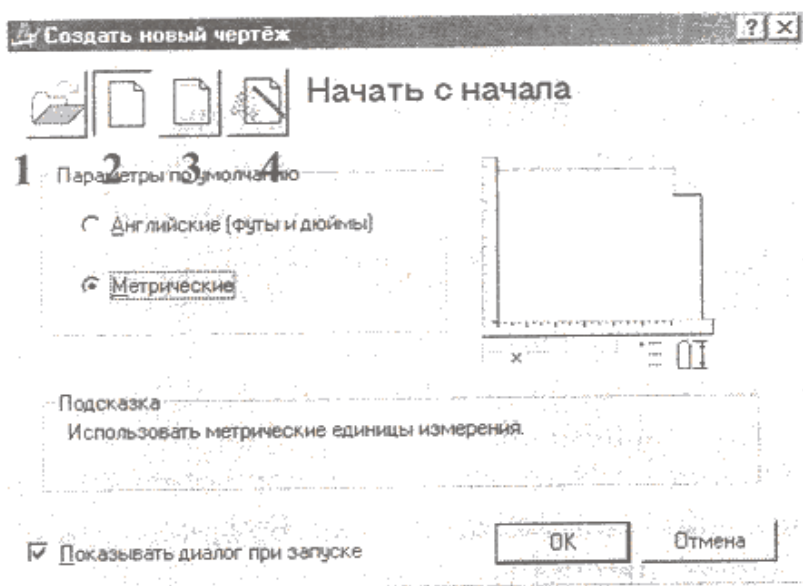 Создать новый чертёж
Начать с начала
1 2 3 4
Параметры по умолчанию
Английские (футы и дюймы)
Метрические
Подсказка
Использовать метрические единицы измерения.
Показывать диалог при запуске
OK
Отмена